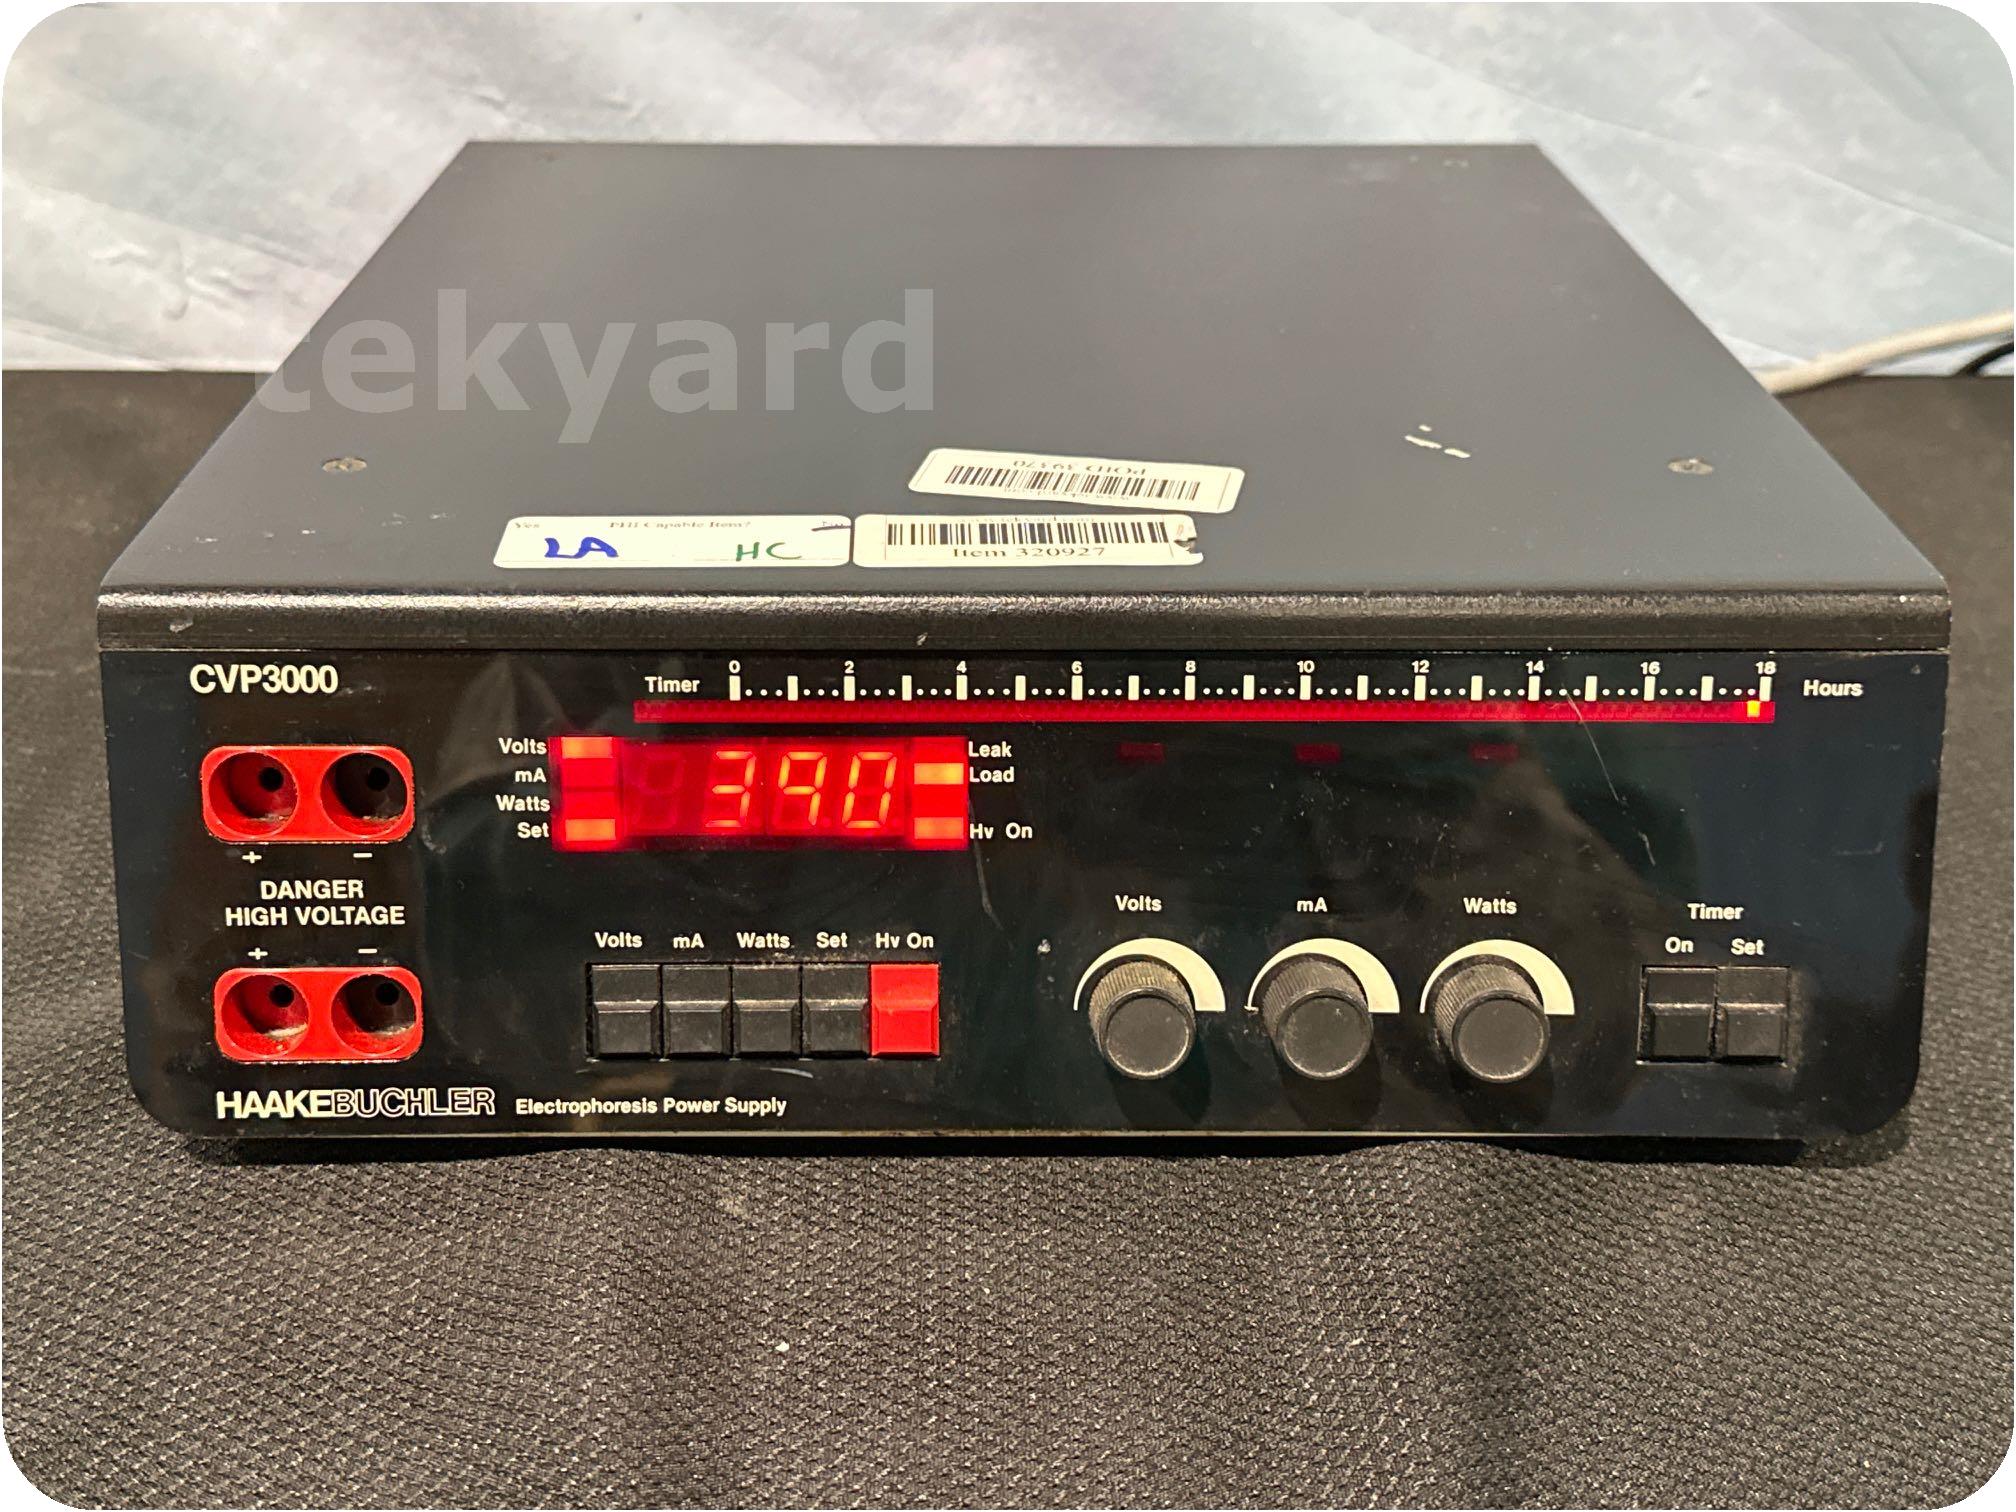 tekyard
POID 39370
Yes PHI Capable Item?
LA HC
Item 320927
CVP3000
Timer 0 2 4 6 8 10 12 14 16 18 Hours
Volts
mA
Watts
Set
390
Leak
Load
Hv On
+ −
DANGER
HIGH VOLTAGE
+ −
Volts mA Watts Set Hv On
Volts mA Watts
Timer
On Set
HAAKEBUCHLER Electrophoresis Power Supply